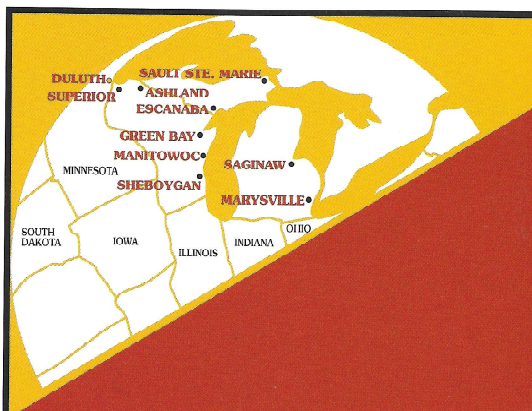 DULUTH
SAULT STE. MARIE
SUPERIOR
ASHLAND
ESCANABA
GREEN BAY
MANITOWOC
SAGINAW
MINNESOTA
SHEBOYGAN
MARYSVILLE
SOUTH
DAKOTA
IOWA
ILLINOIS
INDIANA
OHIO